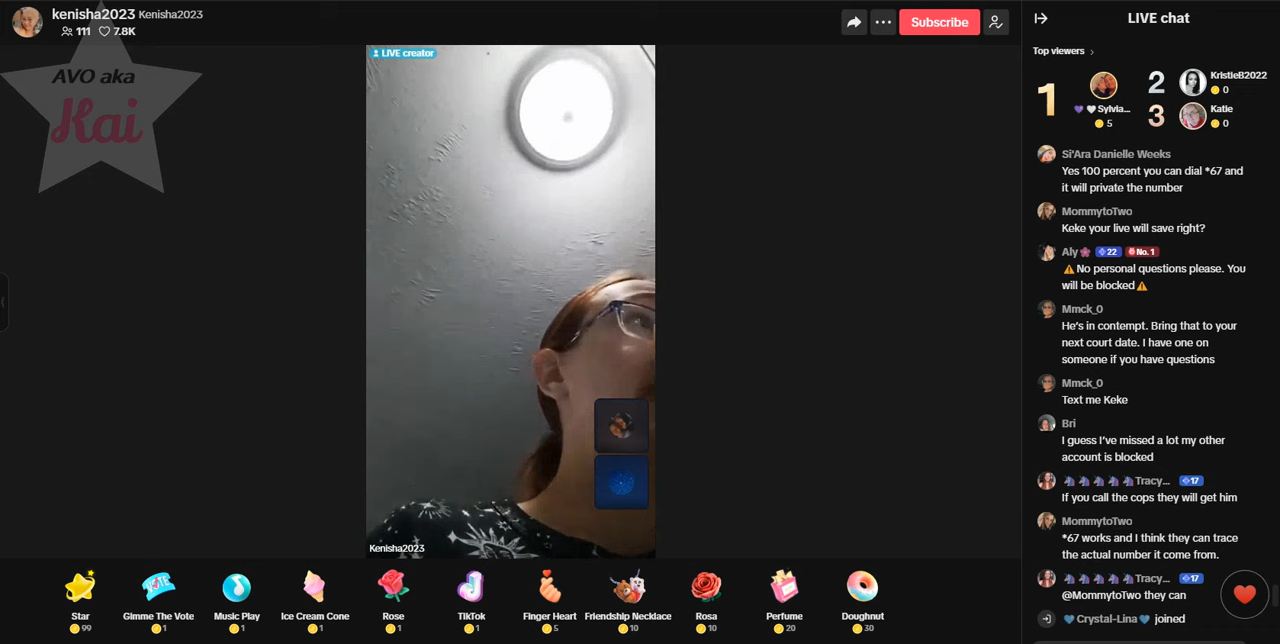 kenisha2023 Kenisha2023
111 7.8K
Subscribe
LIVE chat
AVO aka
Kai
LIVE creator
Kenisha2023
Top viewers
1
Sylvia...
5
2
KristieB2022
0
3
Katie
0
Si'Ara Danielle Weeks
Yes 100 percent you can dial *67 and
it will private the number
MommytoTwo
Keke your live will save right?
Aly 22 No. 1
No personal questions please. You
will be blocked
Mmck_0
He's in contempt. Bring that to your
next court date. I have one on
someone if you have questions
Mmck_0
Text me Keke
Bri
I guess I've missed a lot my other
account is blocked
Tracy... 17
If you call the cops they will get him
MommytoTwo
*67 works and I think they can trace
the actual number it come from.
Tracy... 17
@MommytoTwo they can
Crystal-Lina joined
VOTE
Star Gimme The Vote Music Play Ice Cream Cone Rose TikTok Finger Heart Friendship Necklace Rosa Perfume Doughnut
99 1 1 1 1 1 5 10 10 20 30